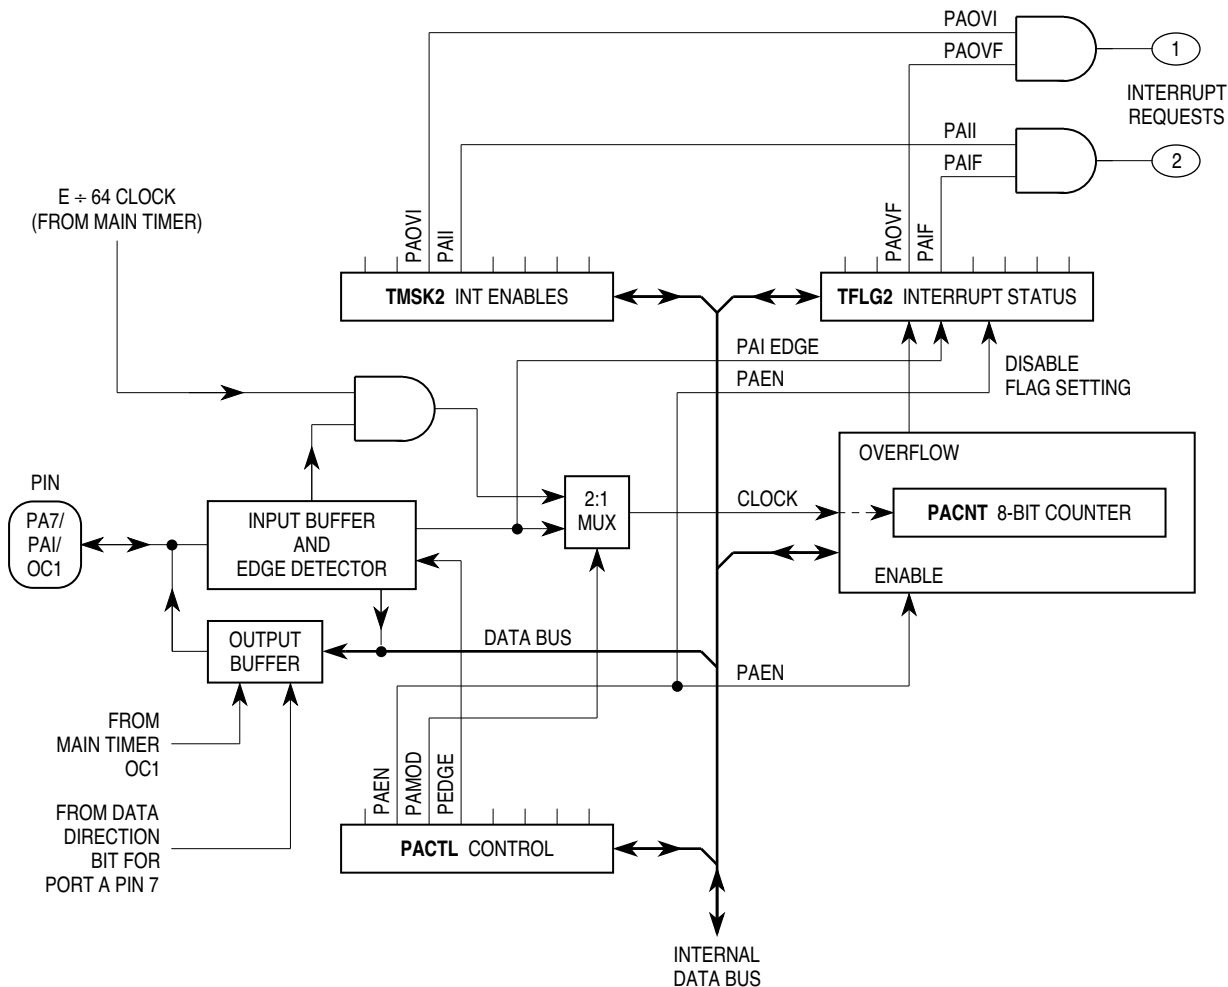 PAOVI
PAOVF
1
INTERRUPT
REQUESTS
PAII
PAIF
2
E ÷ 64 CLOCK
(FROM MAIN TIMER)
PAOVI
PAII
PAOVF
PAIF
TMSK2 INT ENABLES
TFLG2 INTERRUPT STATUS
PAI EDGE
PAEN
DISABLE
FLAG SETTING
OVERFLOW
PIN
PA7/
PAI/
OC1
INPUT BUFFER
AND
EDGE DETECTOR
2:1
MUX
CLOCK
PACNT 8-BIT COUNTER
ENABLE
OUTPUT
BUFFER
DATA BUS
PAEN
FROM
MAIN TIMER
OC1
PAEN
PAMOD
PEDGE
FROM DATA
DIRECTION
BIT FOR
PORT A PIN 7
PACTL CONTROL
INTERNAL
DATA BUS